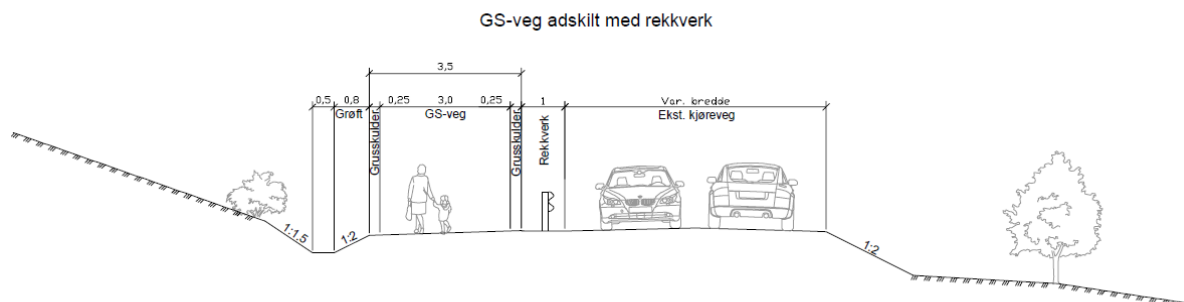 GS-veg adskilt med rekkverk
3,5
0,5 0,8 0,25 3,0 0,25 1 Var. bredde
Grøft GS-veg Ekst. kjøreveg
Grusskulder
Grusskulder
Rekkverk
1:1,5
1:2
1:2